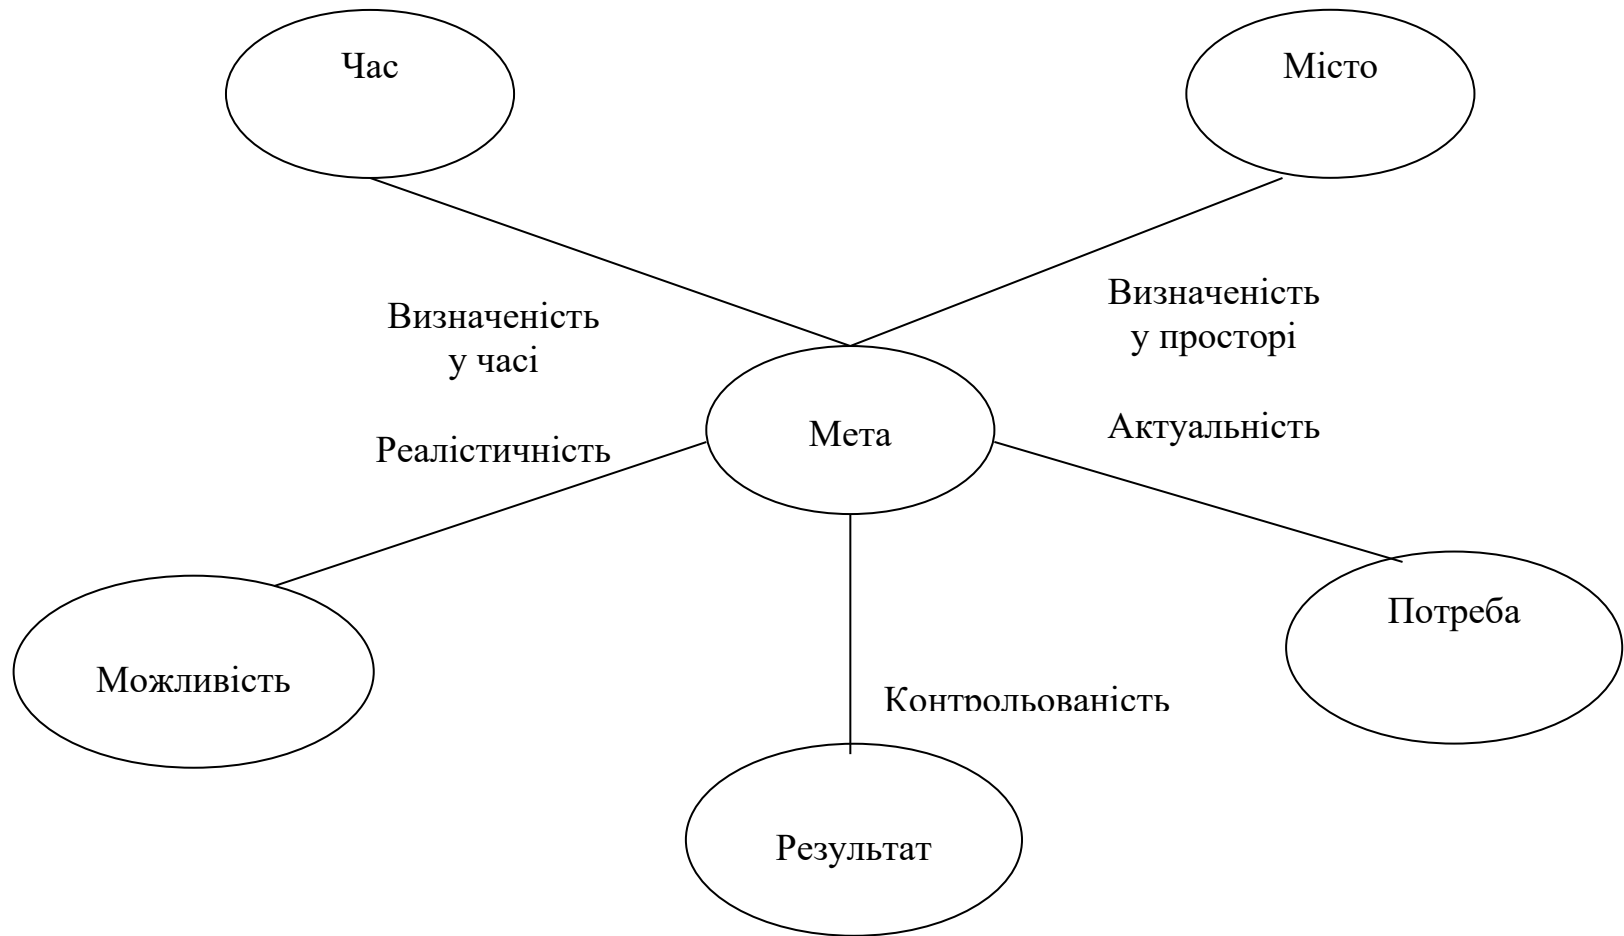 Час
Місто
Визначеність
у часі
Визначеність
у просторі
Реалістичність
Мета
Актуальність
Можливість
Контрольованість
Потреба
Результат